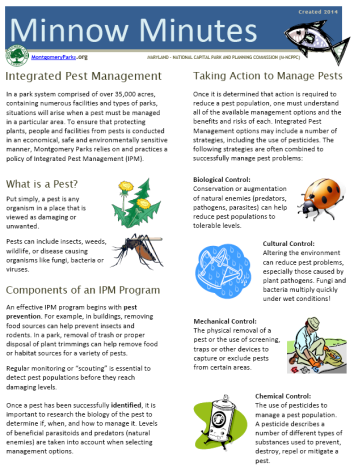 Created 2014
Minnow Minutes
MontgomeryParks.org
MARYLAND - NATIONAL CAPITAL PARK AND PLANNING COMMISSION (M-NCPPC)
Integrated Pest Management
In a park system comprised of over 35,000 acres,
containing numerous facilities and types of parks,
situations will arise when a pest must be managed
in a particular area. To ensure that protecting
plants, people and facilities from pests is conducted
in an economical, safe and environmentally sensitive
manner, Montgomery Parks relies on and practices a
policy of Integrated Pest Management (IPM).
What is a Pest?
Put simply, a pest is any
organism in a place that is
viewed as damaging or
unwanted.
Pests can include insects, weeds,
wildlife, or disease causing
organisms like fungi, bacteria or
viruses.
Components of an IPM Program
An effective IPM program begins with pest
prevention. For example, in buildings, removing
food sources can help prevent insects and
rodents. In a park, removal of trash or proper
disposal of plant trimmings can help remove food
or habitat sources for a variety of pests.
Regular monitoring or “scouting” is essential to
detect pest populations before they reach
damaging levels.
Once a pest has been successfully identified, it is
important to research the biology of the pest to
determine if, when, and how to manage it. Levels
of beneficial parasitoids and predators (natural
enemies) are taken into account when selecting
management options.
Taking Action to Manage Pests
Once it is determined that action is required to
reduce a pest population, one must understand
all of the available management options and the
benefits and risks of each. Integrated Pest
Management options may include a number of
strategies, including the use of pesticides. The
following strategies are often combined to
successfully manage pest problems:
Biological Control:
Conservation or augmentation
of natural enemies (predators,
pathogens, parasites) can help
reduce pest populations to
tolerable levels.
Cultural Control:
Altering the environment
can reduce pest problems,
especially those caused by
plant pathogens. Fungi and
bacteria multiply quickly
under wet conditions!
Mechanical Control:
The physical removal of a
pest or the use of screening,
traps or other devices to
capture or exclude pests
from certain areas.
Chemical Control:
The use of pesticides to
manage a pest population.
A pesticide describes a
number of different types of
substances used to prevent,
destroy, repel or mitigate a
pest.